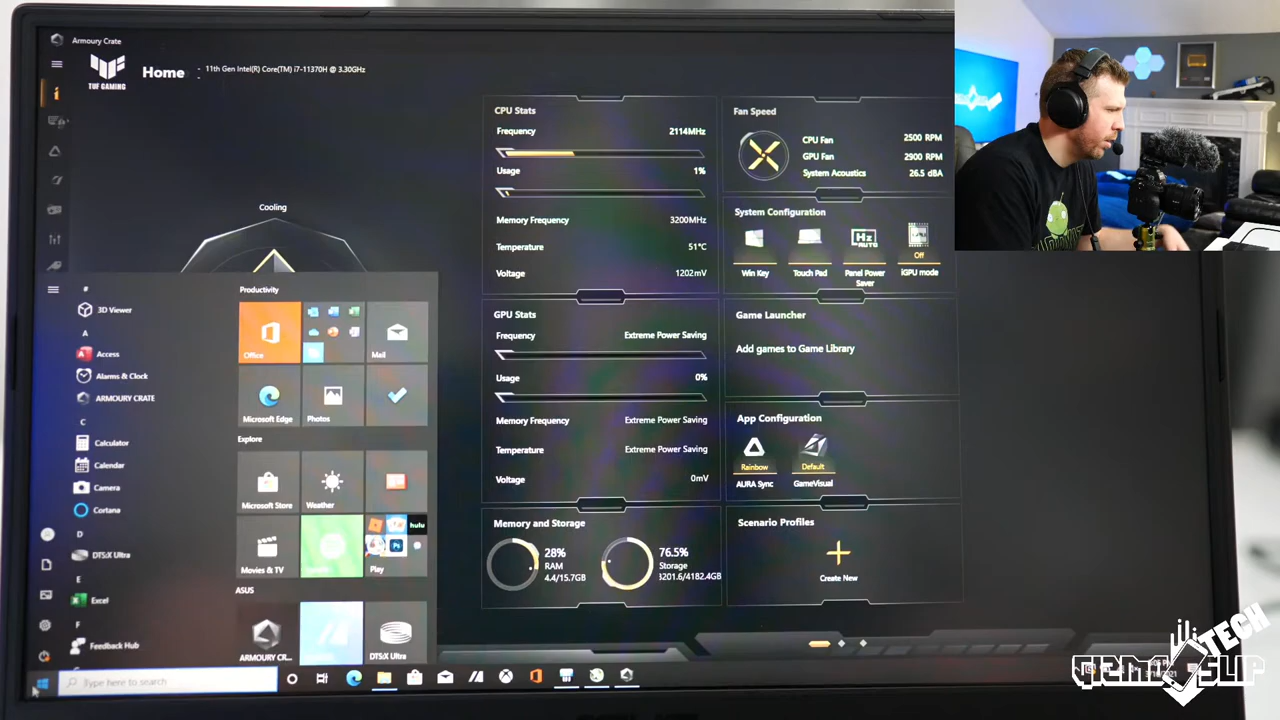 Armoury Crate
TUF GAMING
Home
11th Gen Intel(R) Core(TM) i7-11370H @ 3.30GHz
Cooling
CPU Stats
Frequency
2114MHz
Usage
1%
Memory Frequency
3200MHz
Temperature
51°C
Voltage
1202mV
GPU Stats
Frequency
Extreme Power Saving
Usage
0%
Memory Frequency
Extreme Power Saving
Temperature
Extreme Power Saving
Voltage
0mV
Memory and Storage
28%
RAM
4.4/15.7GB
76.5%
Storage
3201.6/4182.4GB
Fan Speed
CPU Fan
2500 RPM
GPU Fan
2900 RPM
System Acoustics
26.5 dBA
System Configuration
Hz
AUTO
Off
Win Key
Touch Pad
Panel Power
Saver
iGPU mode
Game Launcher
Add games to Game Library
App Configuration
Rainbow
Default
AURA Sync
GameVisual
Scenario Profiles
Create New
#
3D Viewer
A
Access
Alarms & Clock
ARMOURY CRATE
C
Calculator
Calendar
Camera
Cortana
D
DTS:X Ultra
E
Excel
F
Feedback Hub
Productivity
Office
Mail
Microsoft Edge
Photos
Explore
Microsoft Store
Weather
Movies & TV
hulu
Play
ASUS
ARMOURY CR...
DTS:X Ultra
Type here to search
TECH
GAME SLIP